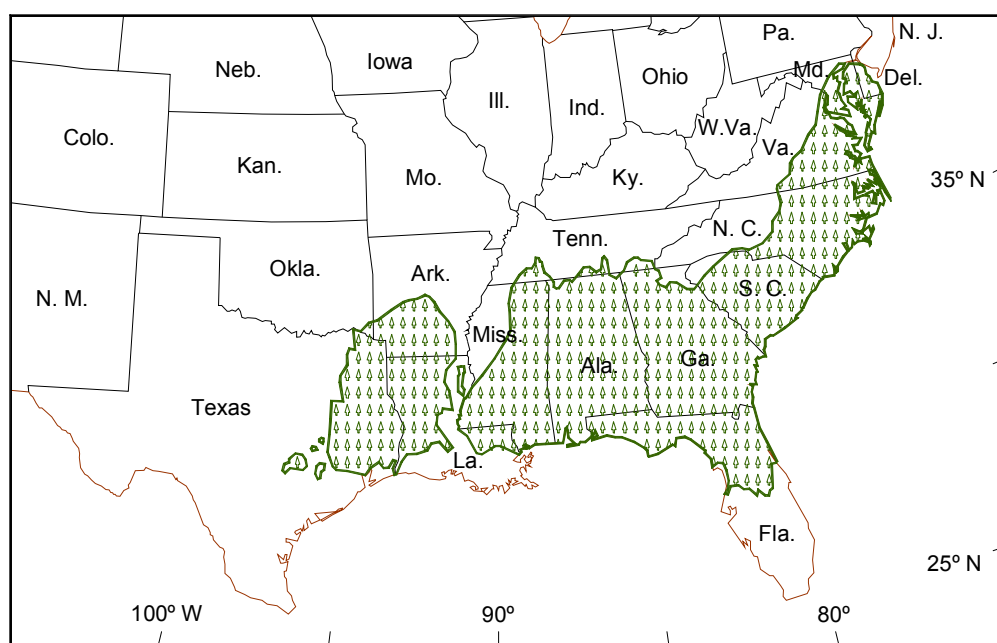 Pa.
N. J.
Neb.
Iowa
Ohio
Md.
Del.
Ill.
Ind.
Colo.
W.Va.
Va.
Kan.
Mo.
Ky.
35º N
N. C.
Tenn.
Okla.
Ark.
N. M.
S. C.
Miss.
Ala.
Ga.
Texas
La.
Fla.
25º N
100º W
90º
80º